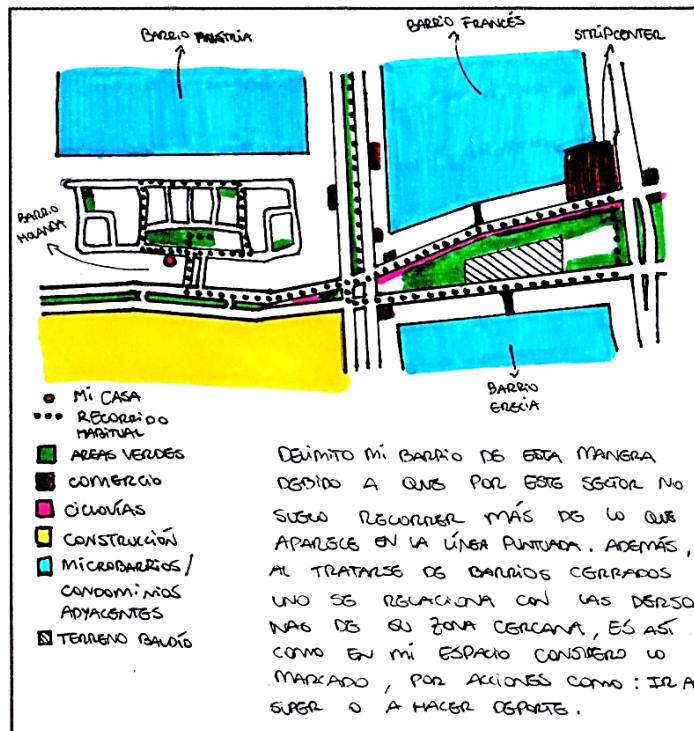 BARRIO
BARRIO FRANCÉS
STRIPCENTER
BARRIO
HOLANDA
BARRIO
GRECIA
MI CASA
RECORRIDO
HABITUAL
AREAS VERDES
COMERCIO
CICLOVÍAS
CONSTRUCCIÓN
MICROBARRIOS/
CONDOMINIOS
ADYACENTES
TERRENO BALDÍO
DELIMITO MI BARRIO DE ESTA MANERA
DEBIDO A QUE POR ESTE SECTOR NO
SUELO RECORRER MÁS DE LO QUE
APARECE EN LA LÍNEA PUNTUADA. ADEMÁS,
AL TRATARSE DE BARRIOS CERRADOS
UNO SE RELACIONA CON LAS PERSO
NAS DE SU ZONA CERCANA, ES ASÍ
COMO EN MI ESPACIO CONSIDERO LO
MARCADO, POR ACCIONES COMO: IR A
SUPER O A HACER DEPORTE.